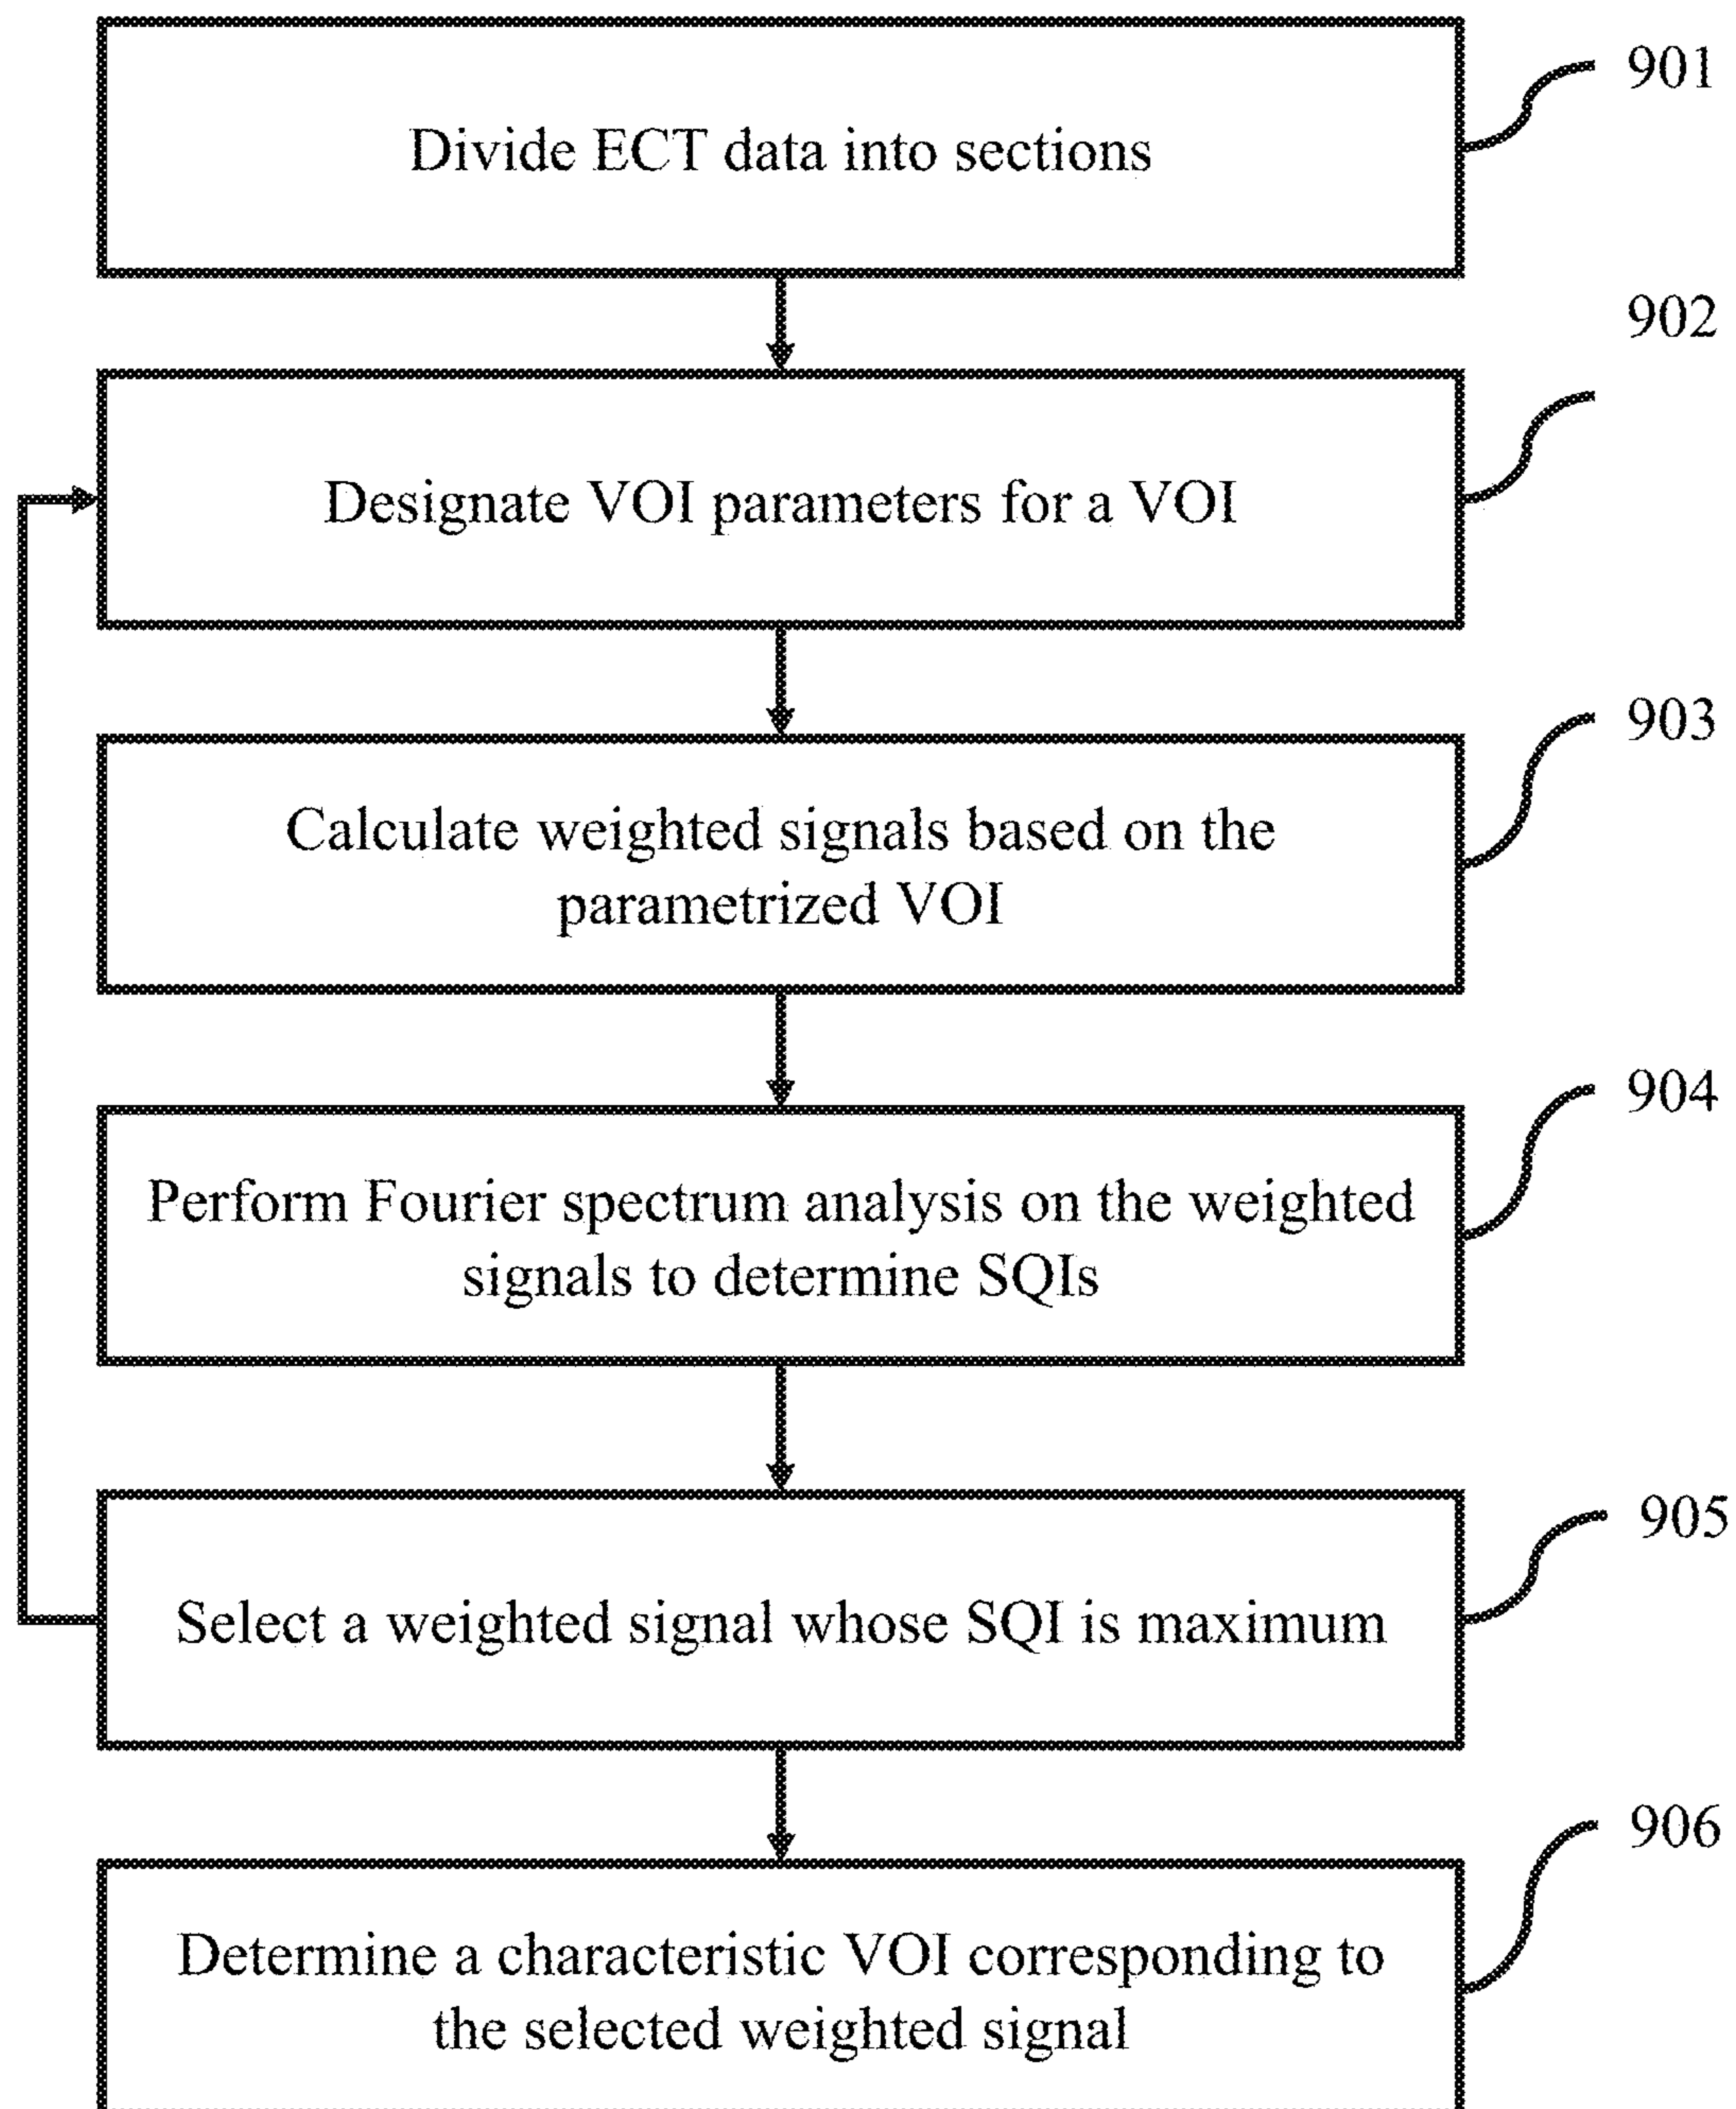 901
Divide ECT data into sections
902
Designate VOI parameters for a VOI
903
Calculate weighted signals based on the
parametrized VOI
904
Perform Fourier spectrum analysis on the weighted
signals to determine SQIs
905
Select a weighted signal whose SQI is maximum
906
Determine a characteristic VOI corresponding to
the selected weighted signal